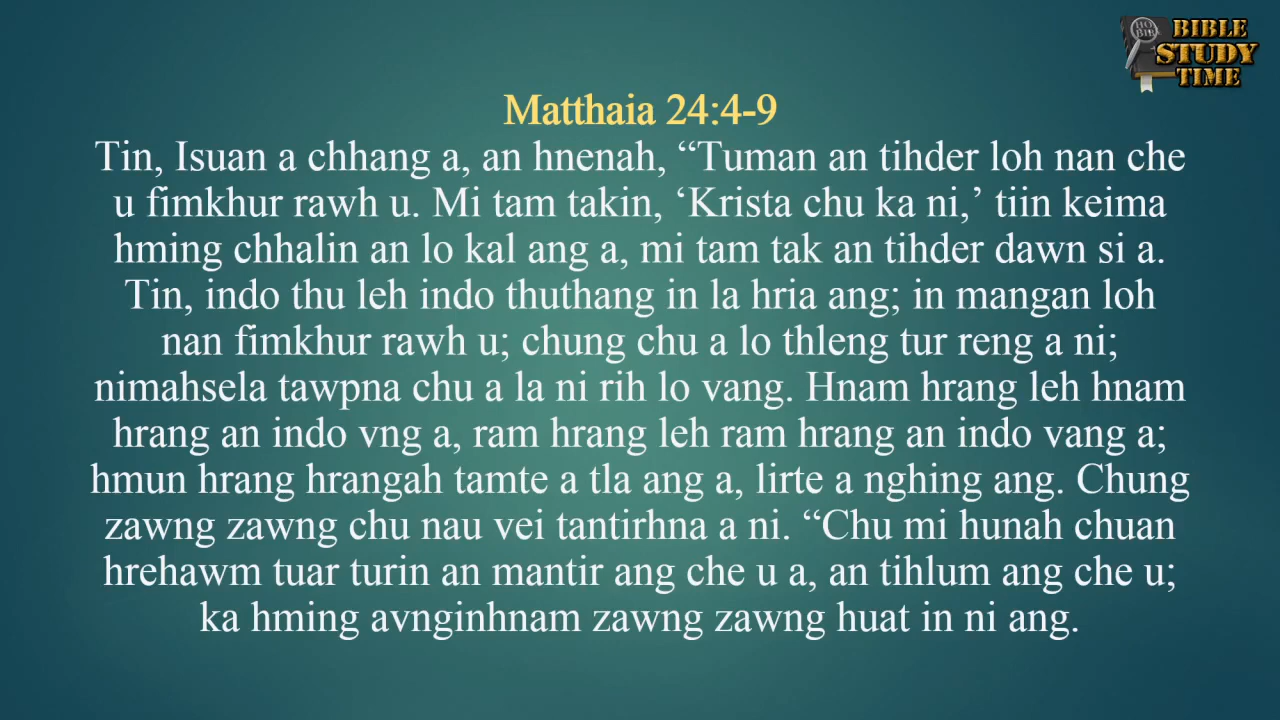 BIBLE
STUDY
TIME
HO
BIB
Matthaia 24:4-9
Tin, Isuan a chhang a, an hnenah, “Tuman an tihder loh nan che
u fimkhur rawh u. Mi tam takin, ‘Krista chu ka ni,’ tiin keima
hming chhalin an lo kal ang a, mi tam tak an tihder dawn si a.
Tin, indo thu leh indo thuthang in la hria ang; in mangan loh
nan fimkhur rawh u; chung chu a lo thleng tur reng a ni;
nimahsela tawpna chu a la ni rih lo vang. Hnam hrang leh hnam
hrang an indo vng a, ram hrang leh ram hrang an indo vang a;
hmun hrang hrangah tamte a tla ang a, lirte a nghing ang. Chung
zawng zawng chu nau vei tantirhna a ni. “Chu mi hunah chuan
hrehawm tuar turin an mantir ang che u a, an tihlum ang che u;
ka hming avnginhnam zawng zawng huat in ni ang.